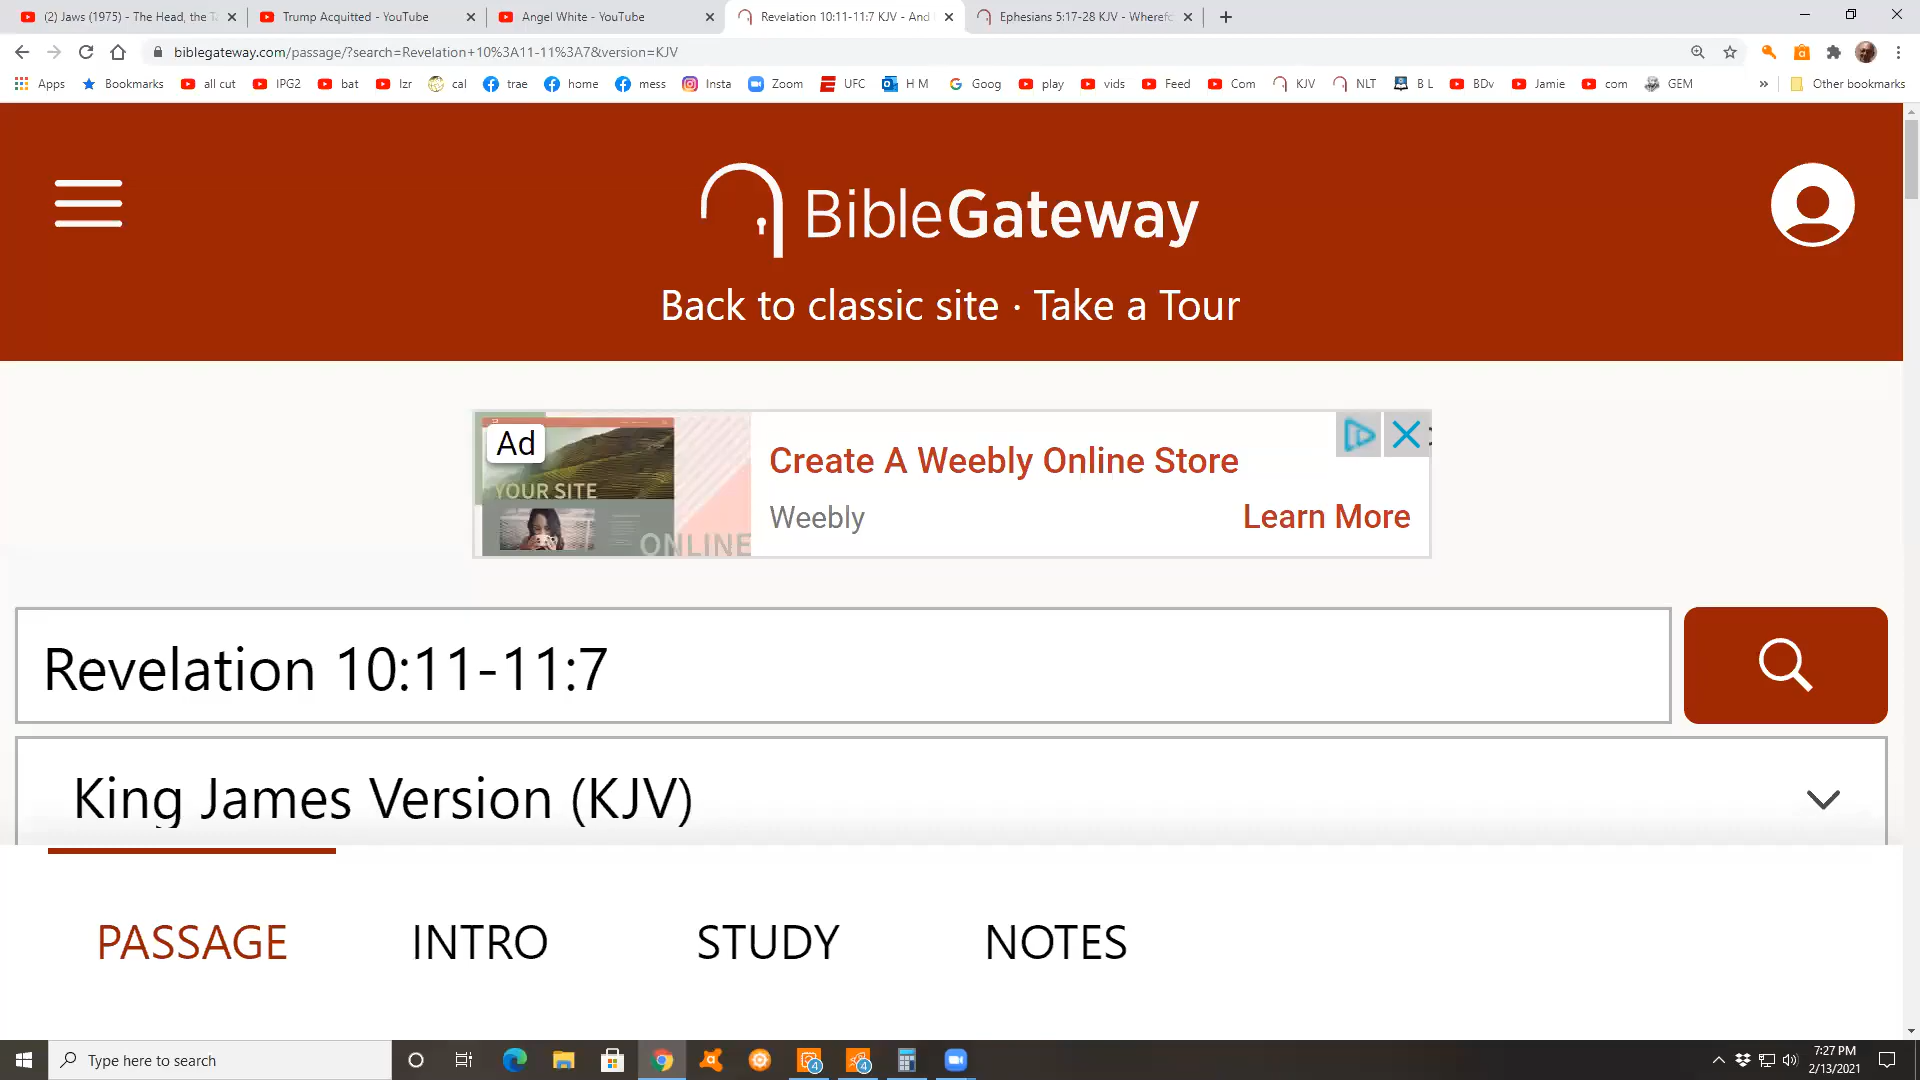 (2) Jaws (1975) - The Head, the T
Trump Acquitted - YouTube
Angel White - YouTube
Revelation 10:11-11:7 KJV - And
Ephesians 5:17-28 KJV - Wherefo
biblegateway.com/passage/?search=Revelation+10%3A11-11%3A7&version=KJV
Apps Bookmarks all cut IPG2 bat lzr cal trae home mess Insta Zoom UFC H M Goog play vids Feed Com KJV NLT B L BDv Jamie com GEM » Other bookmarks
BibleGateway
Back to classic site · Take a Tour
Ad
YOUR SITE
ONLINE
Create A Weebly Online Store
Weebly
Learn More
Revelation 10:11-11:7
King James Version (KJV)
PASSAGE INTRO STUDY NOTES
Type here to search
4
4
7:27 PM
2/13/2021